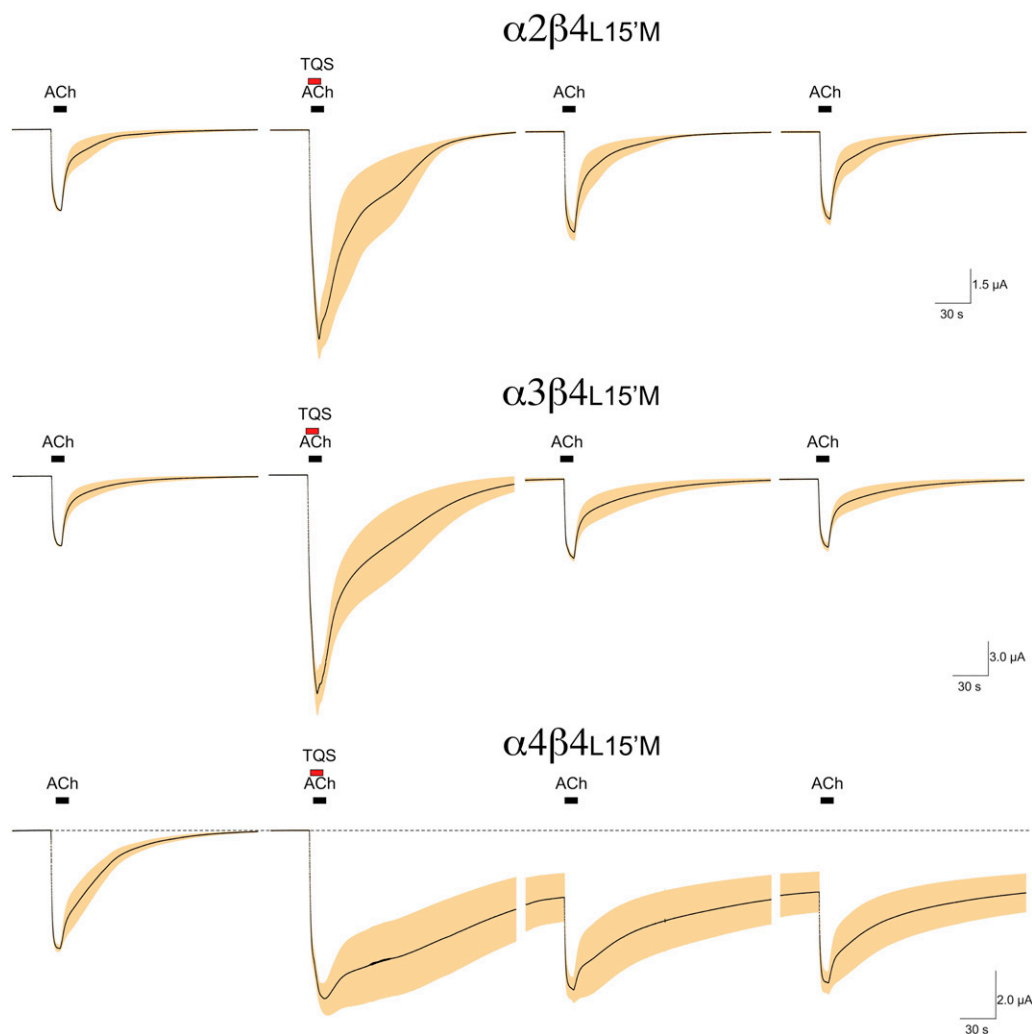 α2β4L15'M
TQS
ACh
ACh
ACh
ACh
1.5 μA
30 s
α3β4L15'M
TQS
ACh
ACh
ACh
ACh
3.0 μA
30 s
α4β4L15'M
TQS
ACh
ACh
ACh
ACh
2.0 μA
30 s